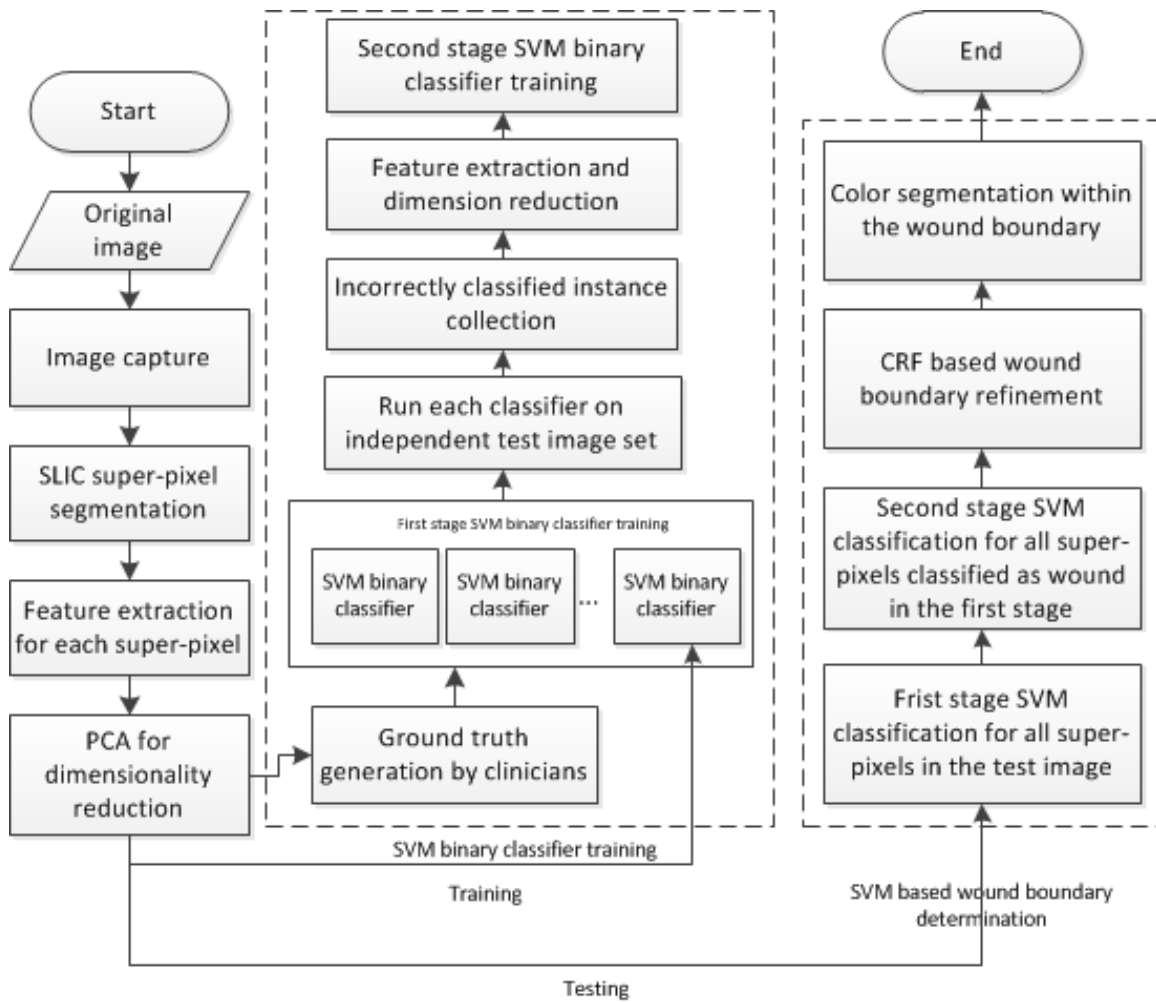 Start
Original
image
Image capture
SLIC super-pixel
segmentation
Feature extraction
for each super-pixel
PCA for
dimensionality
reduction
Second stage SVM binary
classifier training
Feature extraction and
dimension reduction
Incorrectly classified instance
collection
Run each classifier on
independent test image set
First stage SVM binary classifier training
SVM binary
classifier
SVM binary
classifier
...
SVM binary
classifier
Ground truth
generation by clinicians
SVM binary classifier training
Training
Testing
End
Color segmentation within
the wound boundary
CRF based wound
boundary refinement
Second stage SVM
classification for all super-
pixels classified as wound
in the first stage
Frist stage SVM
classification for all super-
pixels in the test image
SVM based wound boundary
determination